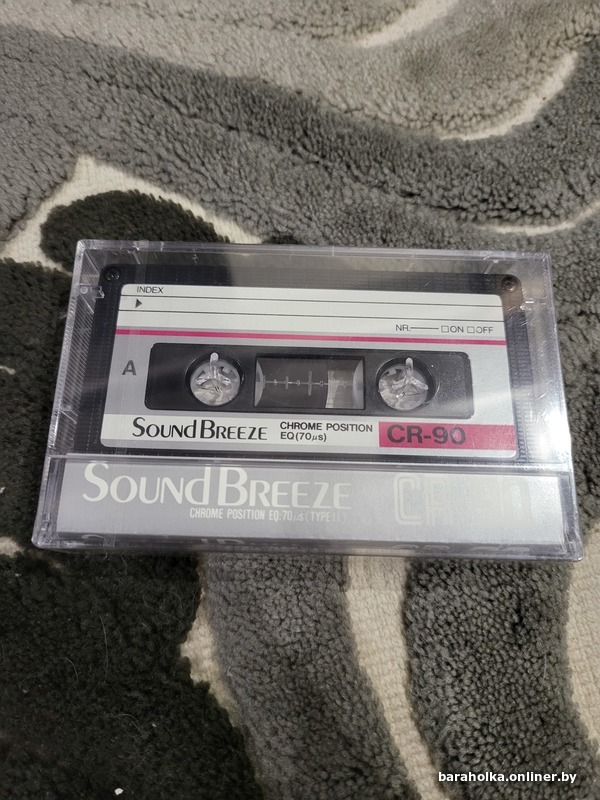 INDEX
NR. ON OFF
A
SOUND BREEZE CHROME POSITION CR-90
EQ (70μs)
SOUND BREEZE
CHROME POSITION EQ:70μs (TYPE II)
baraholka.onliner.by